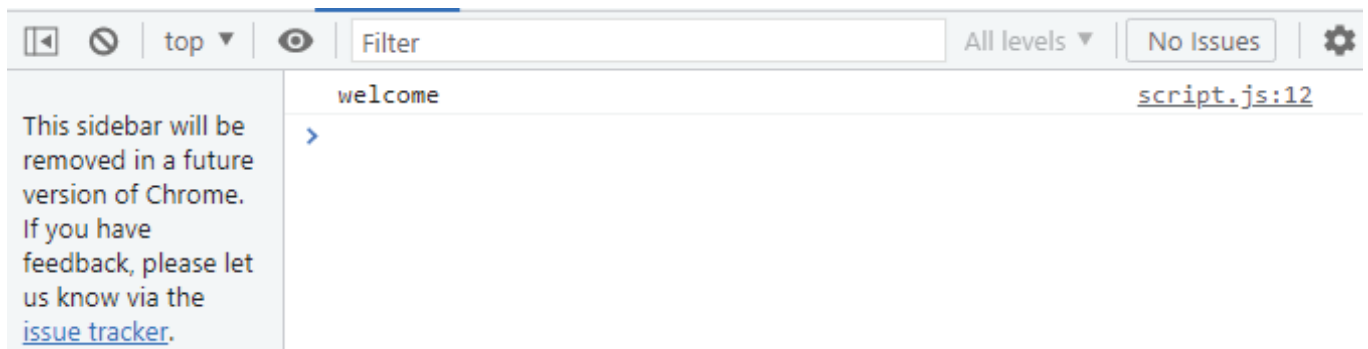 top ▼ Filter All levels ▼ No Issues
welcome script.js:12
>
This sidebar will be
removed in a future
version of Chrome.
If you have
feedback, please let
us know via the
issue tracker.